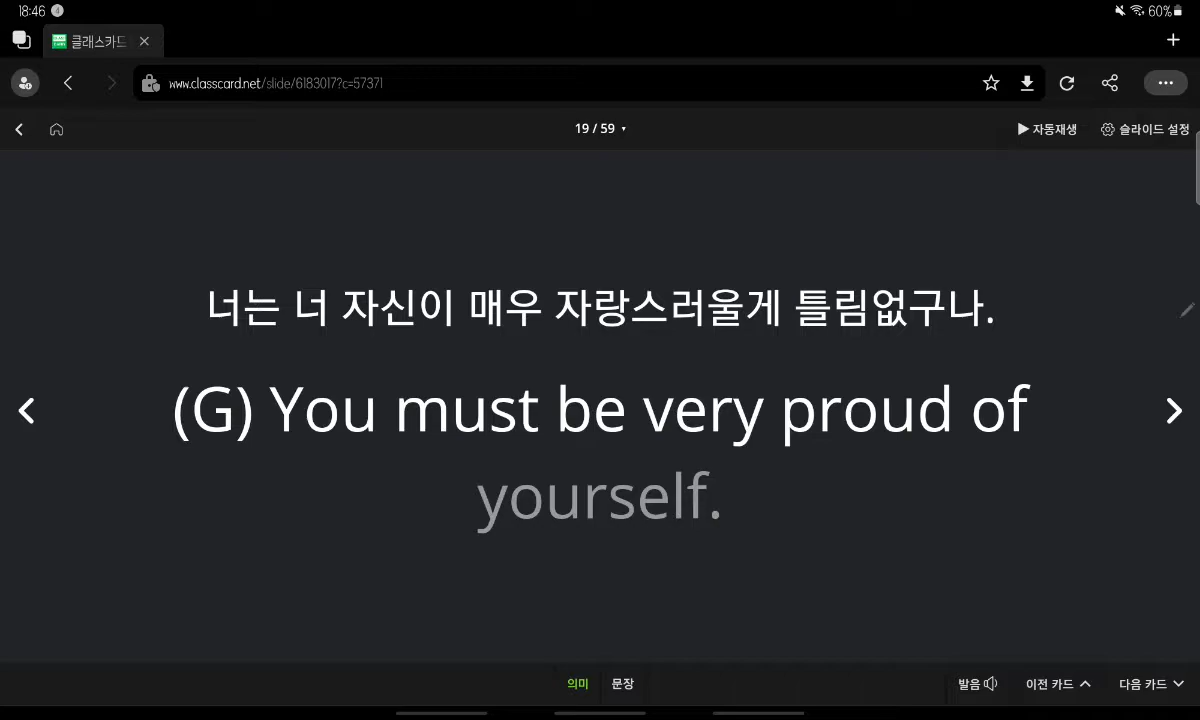 18:46
60%
클래스카드
www.classcard.net/slide/6183017?c=57371
19 / 59
자동재생
슬라이드 설정
너는 너 자신이 매우 자랑스러울게 틀림없구나.
(G) You must be very proud of
yourself.
의미
문장
발음
이전 카드
다음 카드